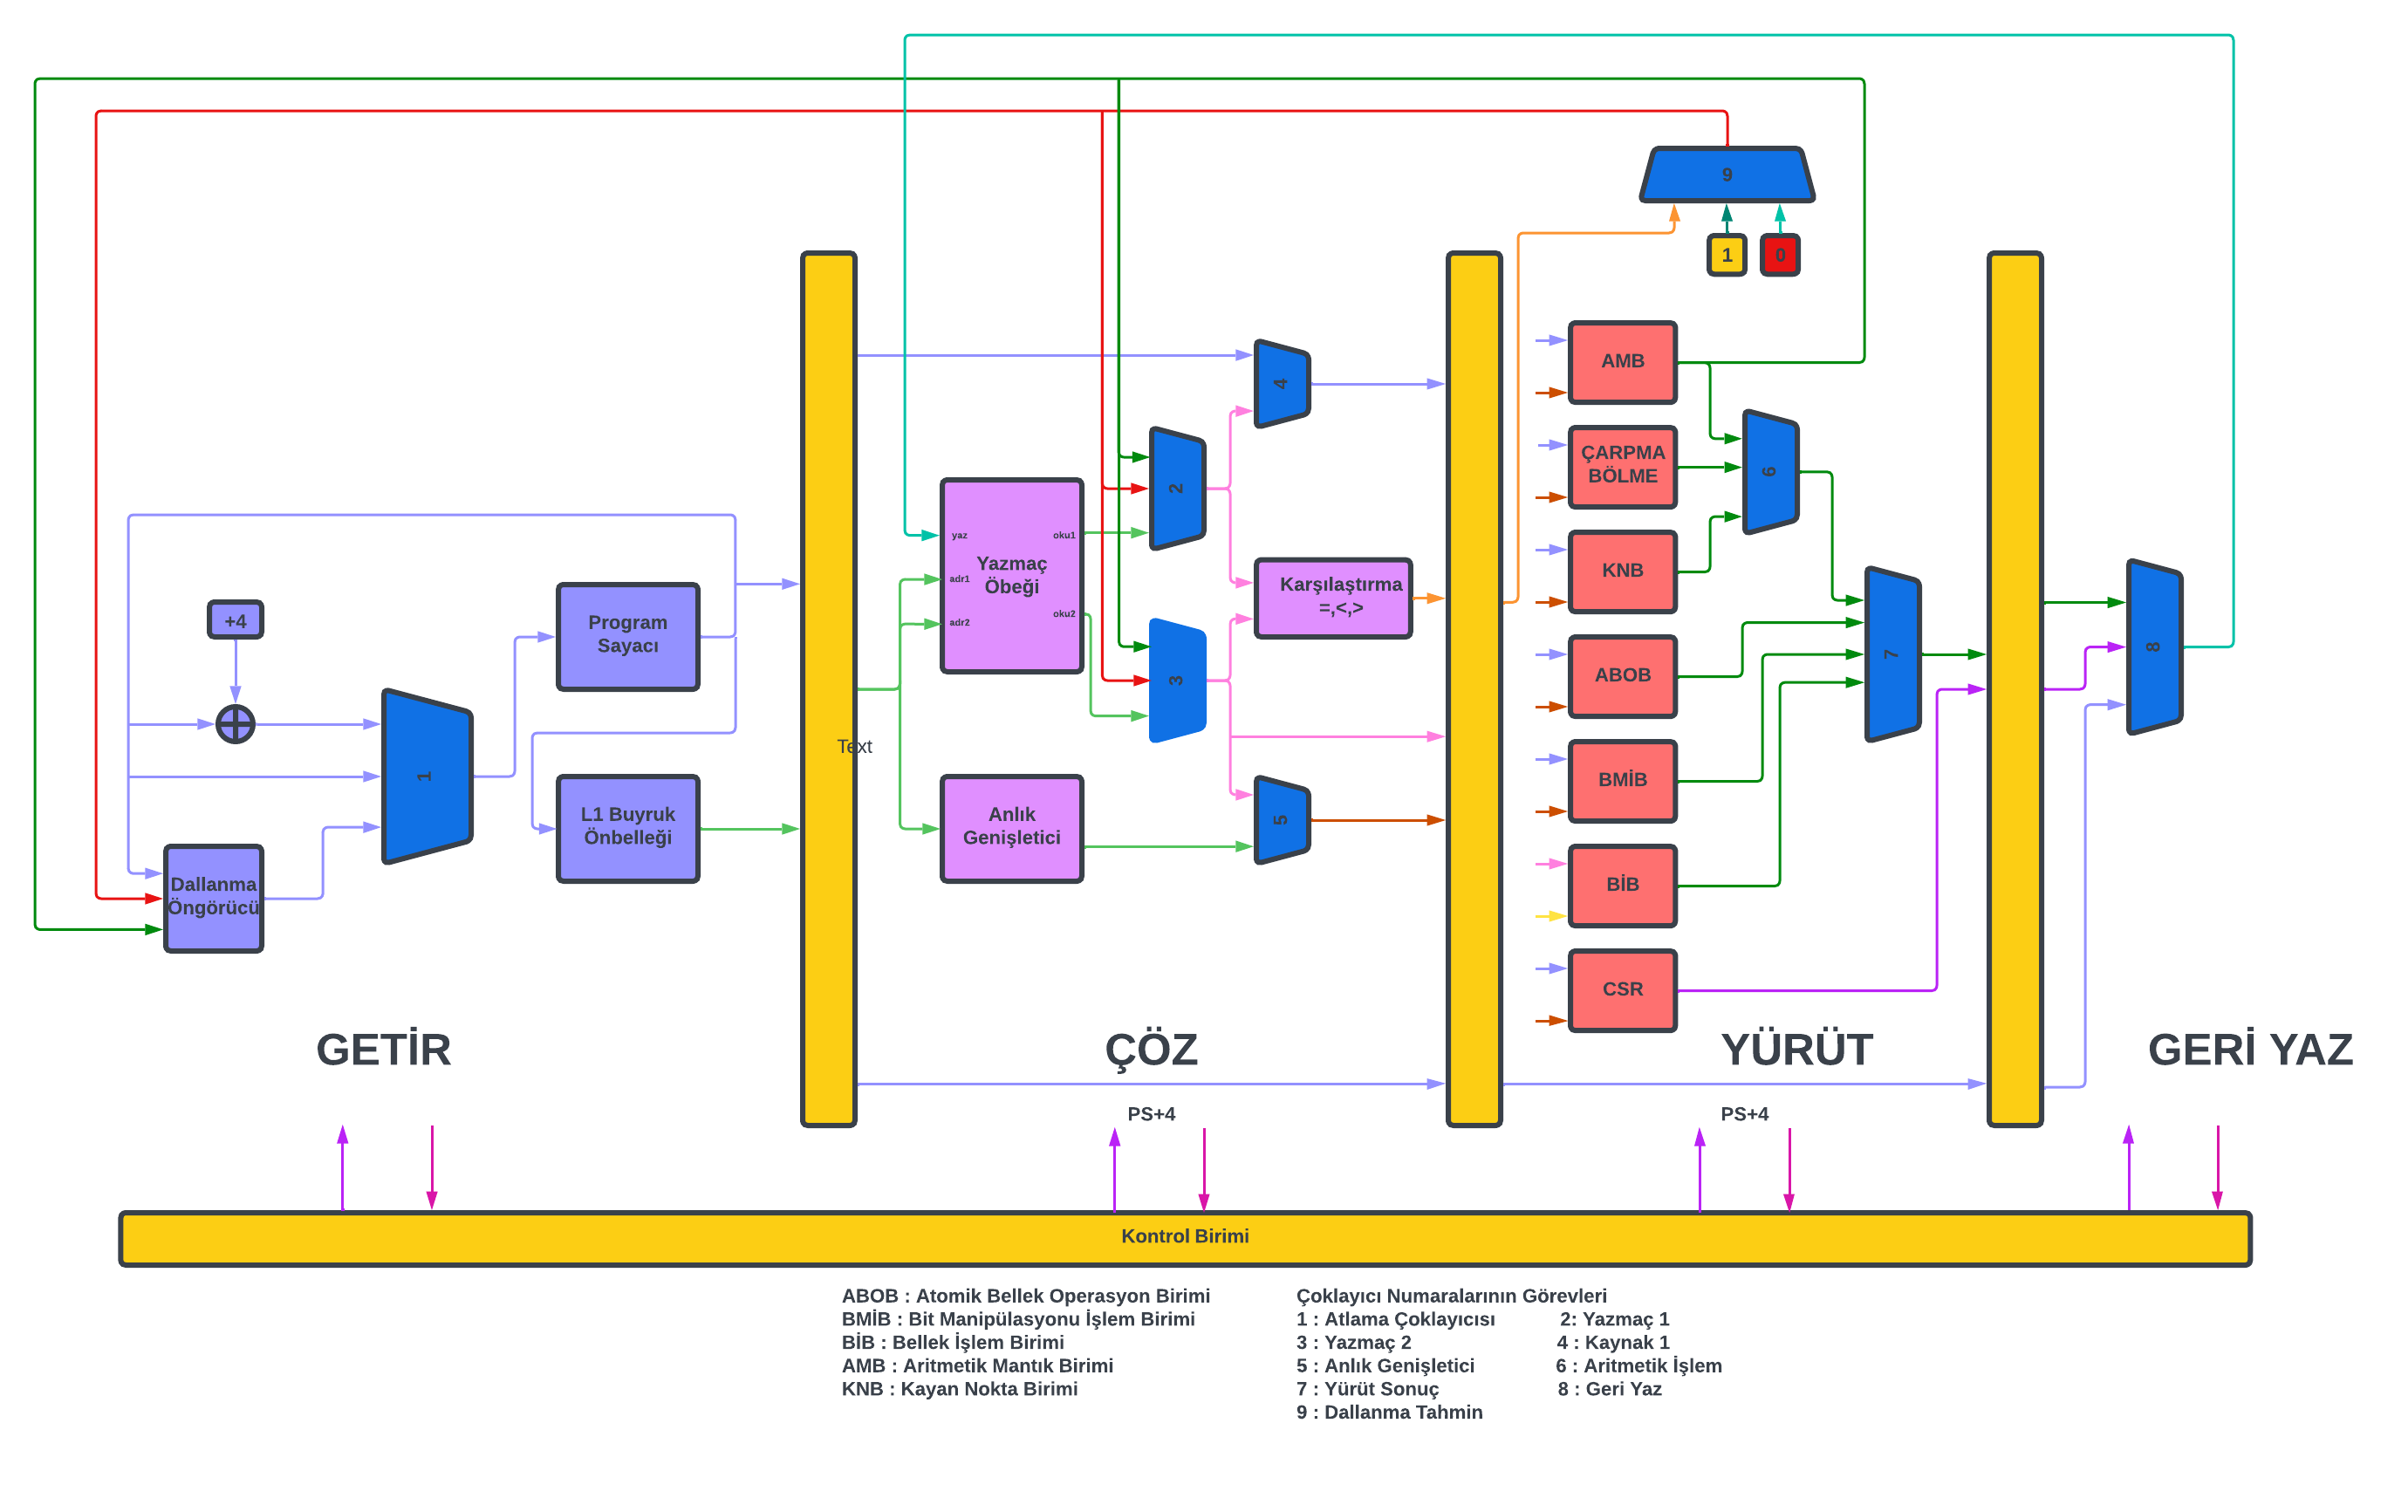 9
1
0
AMB
4
ÇARPMA
BÖLME
6
2
yaz
oku1
Yazmaç
Öbeği
adr1
adr2
oku2
Karşılaştırma
=,<,>
KNB
+4
Program
Sayacı
3
ABOB
7
8
Text
1
L1 Buyruk
Önbelleği
Anlık
Genişletici
5
BMİB
Dallanma
Öngörücü
BİB
CSR
GETİR
ÇÖZ
YÜRÜT
GERİ YAZ
PS+4
PS+4
Kontrol Birimi
ABOB : Atomik Bellek Operasyon Birimi
BMİB : Bit Manipülasyonu İşlem Birimi
BİB : Bellek İşlem Birimi
AMB : Aritmetik Mantık Birimi
KNB : Kayan Nokta Birimi
Çoklayıcı Numaralarının Görevleri
1 : Atlama Çoklayıcısı 2: Yazmaç 1
3 : Yazmaç 2 4 : Kaynak 1
5 : Anlık Genişletici 6 : Aritmetik İşlem
7 : Yürüt Sonuç 8 : Geri Yaz
9 : Dallanma Tahmin